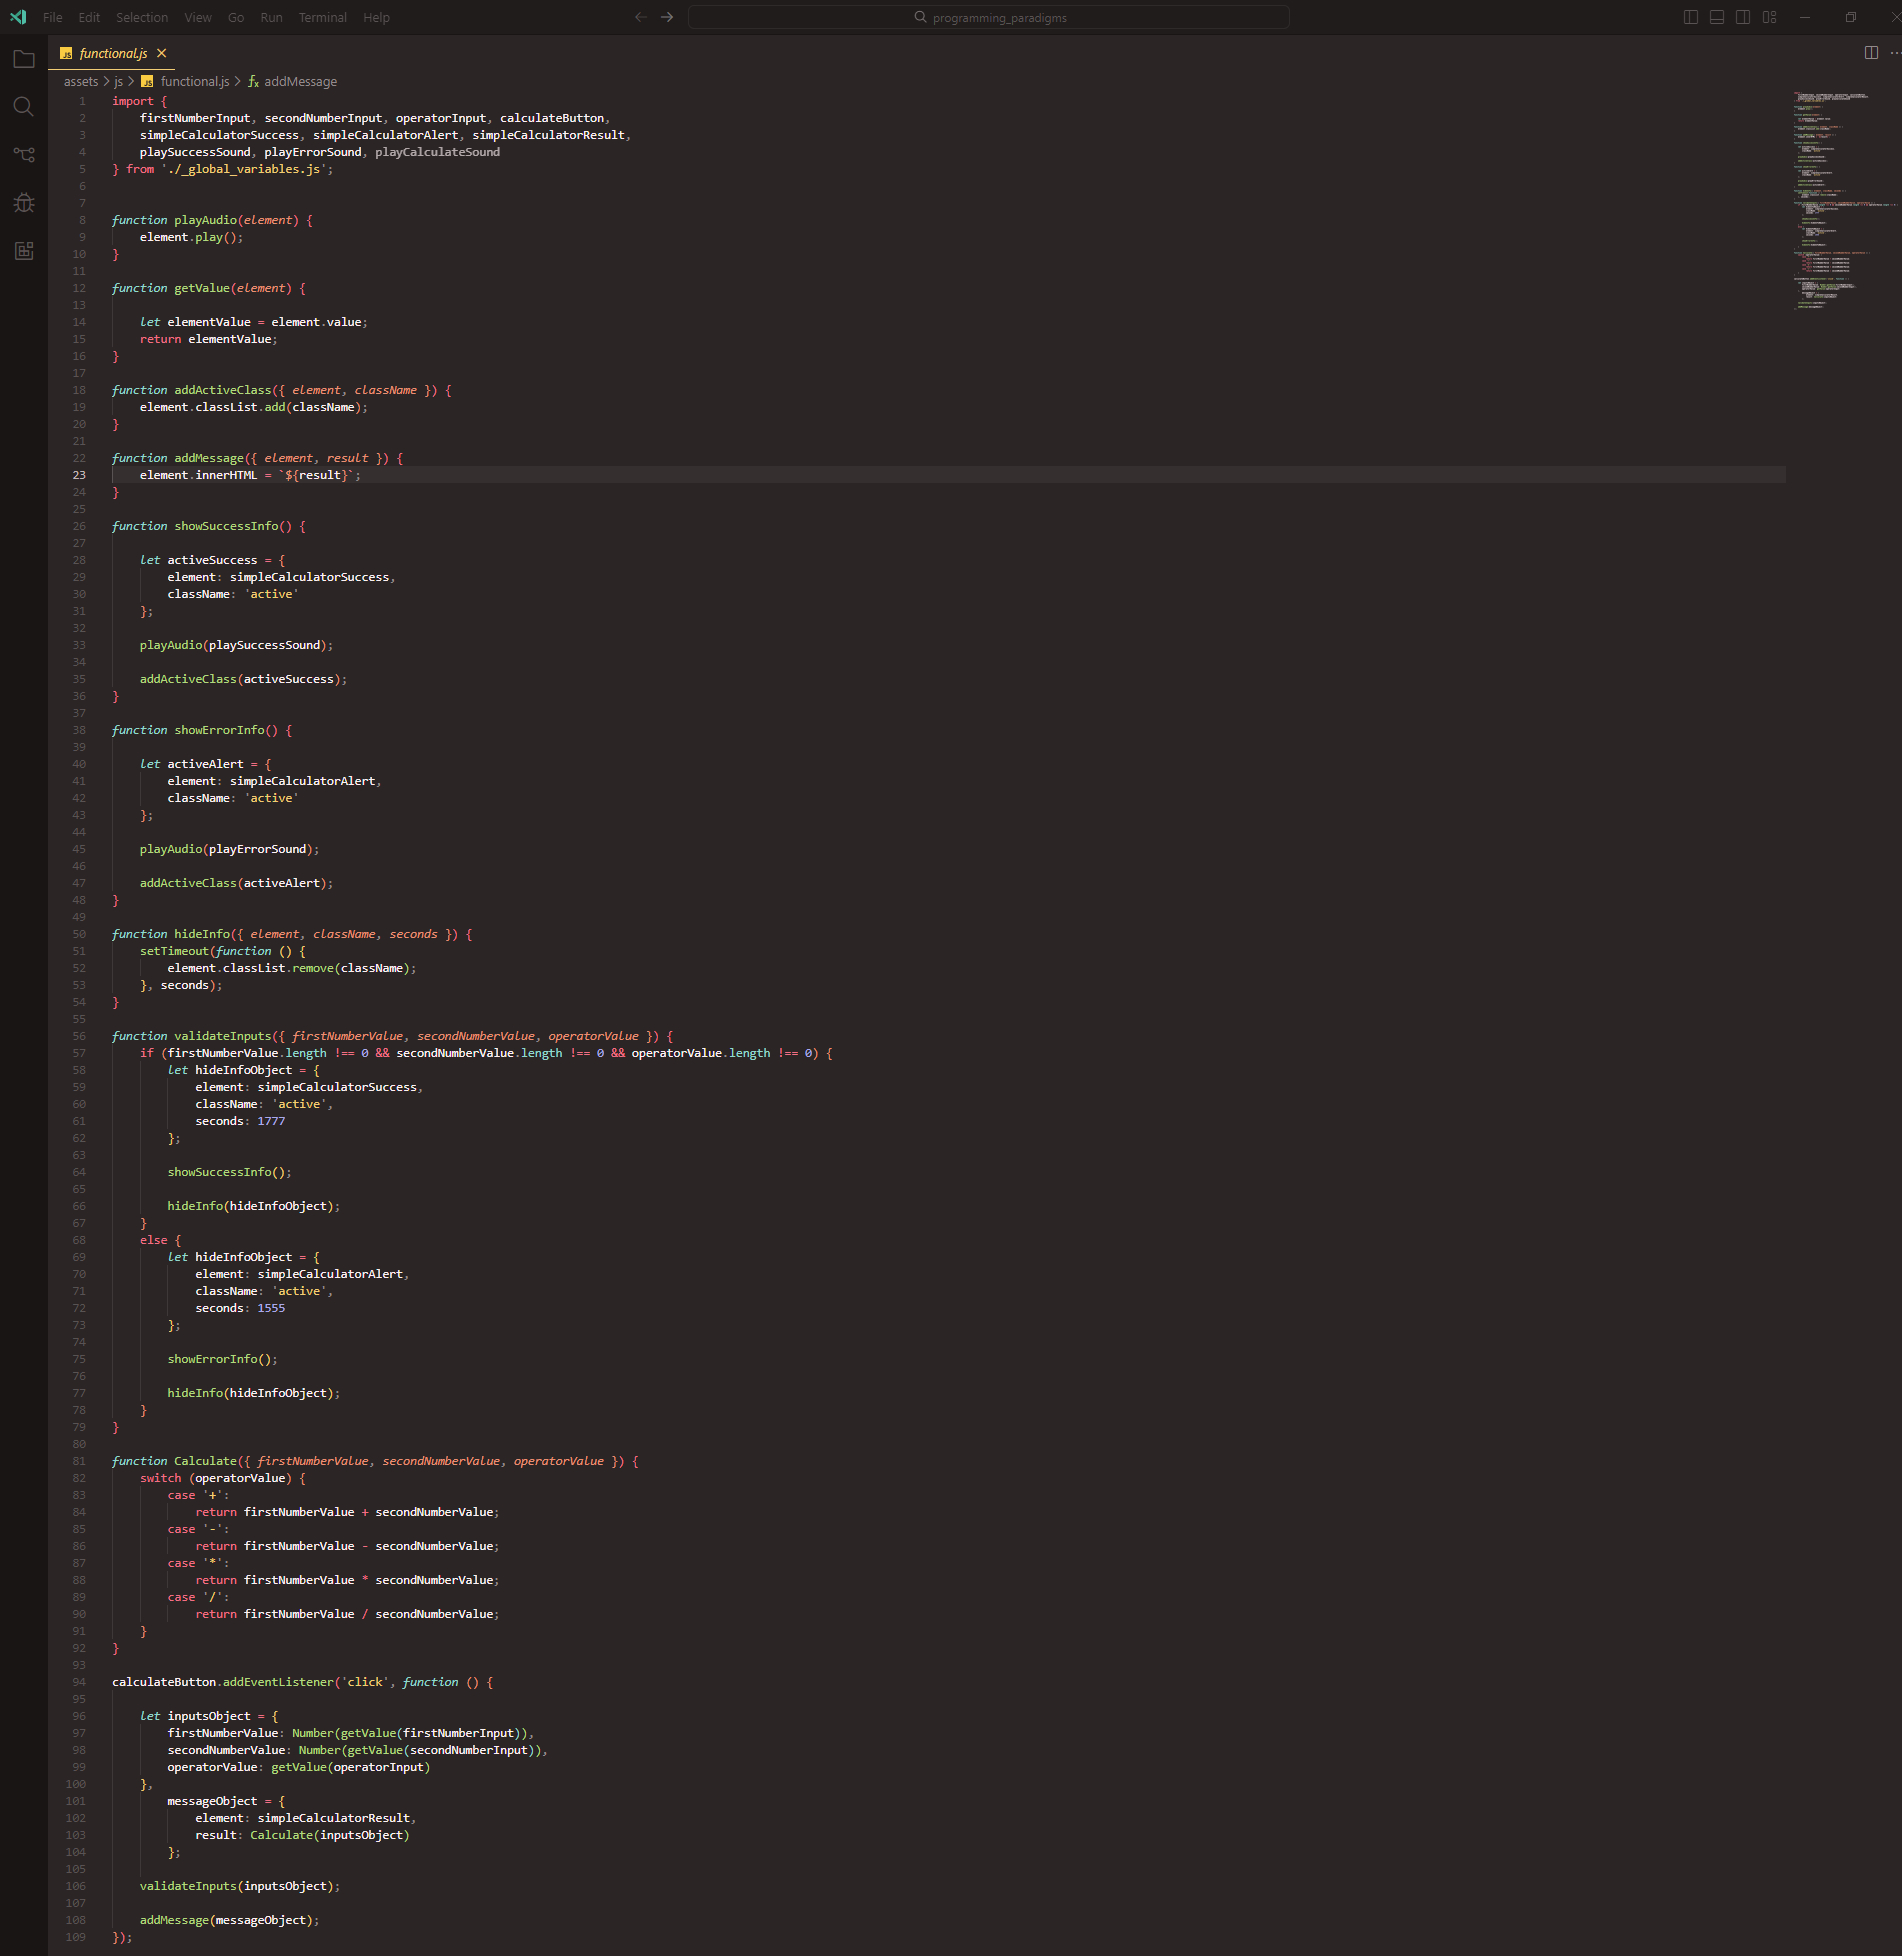 File Edit Selection View Go Run Terminal Help programming_paradigms
JS functional.js
assets > js > JS functional.js > fx addMessage
1 import {
2 firstNumberInput, secondNumberInput, operatorInput, calculateButton,
3 simpleCalculatorSuccess, simpleCalculatorAlert, simpleCalculatorResult,
4 playSuccessSound, playErrorSound, playCalculateSound
5 } from './_global_variables.js';
6
7
8 function playAudio(element) {
9 element.play();
10 }
11
12 function getValue(element) {
13
14 let elementValue = element.value;
15 return elementValue;
16 }
17
18 function addActiveClass({ element, className }) {
19 element.classList.add(className);
20 }
21
22 function addMessage({ element, result }) {
23 element.innerHTML = `${result}`;
24 }
25
26 function showSuccessInfo() {
27
28 let activeSuccess = {
29 element: simpleCalculatorSuccess,
30 className: 'active'
31 };
32
33 playAudio(playSuccessSound);
34
35 addActiveClass(activeSuccess);
36 }
37
38 function showErrorInfo() {
39
40 let activeAlert = {
41 element: simpleCalculatorAlert,
42 className: 'active'
43 };
44
45 playAudio(playErrorSound);
46
47 addActiveClass(activeAlert);
48 }
49
50 function hideInfo({ element, className, seconds }) {
51 setTimeout(function () {
52 element.classList.remove(className);
53 }, seconds);
54 }
55
56 function validateInputs({ firstNumberValue, secondNumberValue, operatorValue }) {
57 if (firstNumberValue.length !== 0 && secondNumberValue.length !== 0 && operatorValue.length !== 0) {
58 let hideInfoObject = {
59 element: simpleCalculatorSuccess,
60 className: 'active',
61 seconds: 1777
62 };
63
64 showSuccessInfo();
65
66 hideInfo(hideInfoObject);
67 }
68 else {
69 let hideInfoObject = {
70 element: simpleCalculatorAlert,
71 className: 'active',
72 seconds: 1555
73 };
74
75 showErrorInfo();
76
77 hideInfo(hideInfoObject);
78 }
79 }
80
81 function Calculate({ firstNumberValue, secondNumberValue, operatorValue }) {
82 switch (operatorValue) {
83 case '+':
84 return firstNumberValue + secondNumberValue;
85 case '-':
86 return firstNumberValue - secondNumberValue;
87 case '*':
88 return firstNumberValue * secondNumberValue;
89 case '/':
90 return firstNumberValue / secondNumberValue;
91 }
92 }
93
94 calculateButton.addEventListener('click', function () {
95
96 let inputsObject = {
97 firstNumberValue: Number(getValue(firstNumberInput)),
98 secondNumberValue: Number(getValue(secondNumberInput)),
99 operatorValue: getValue(operatorInput)
100 },
101 messageObject = {
102 element: simpleCalculatorResult,
103 result: Calculate(inputsObject)
104 };
105
106 validateInputs(inputsObject);
107
108 addMessage(messageObject);
109 });